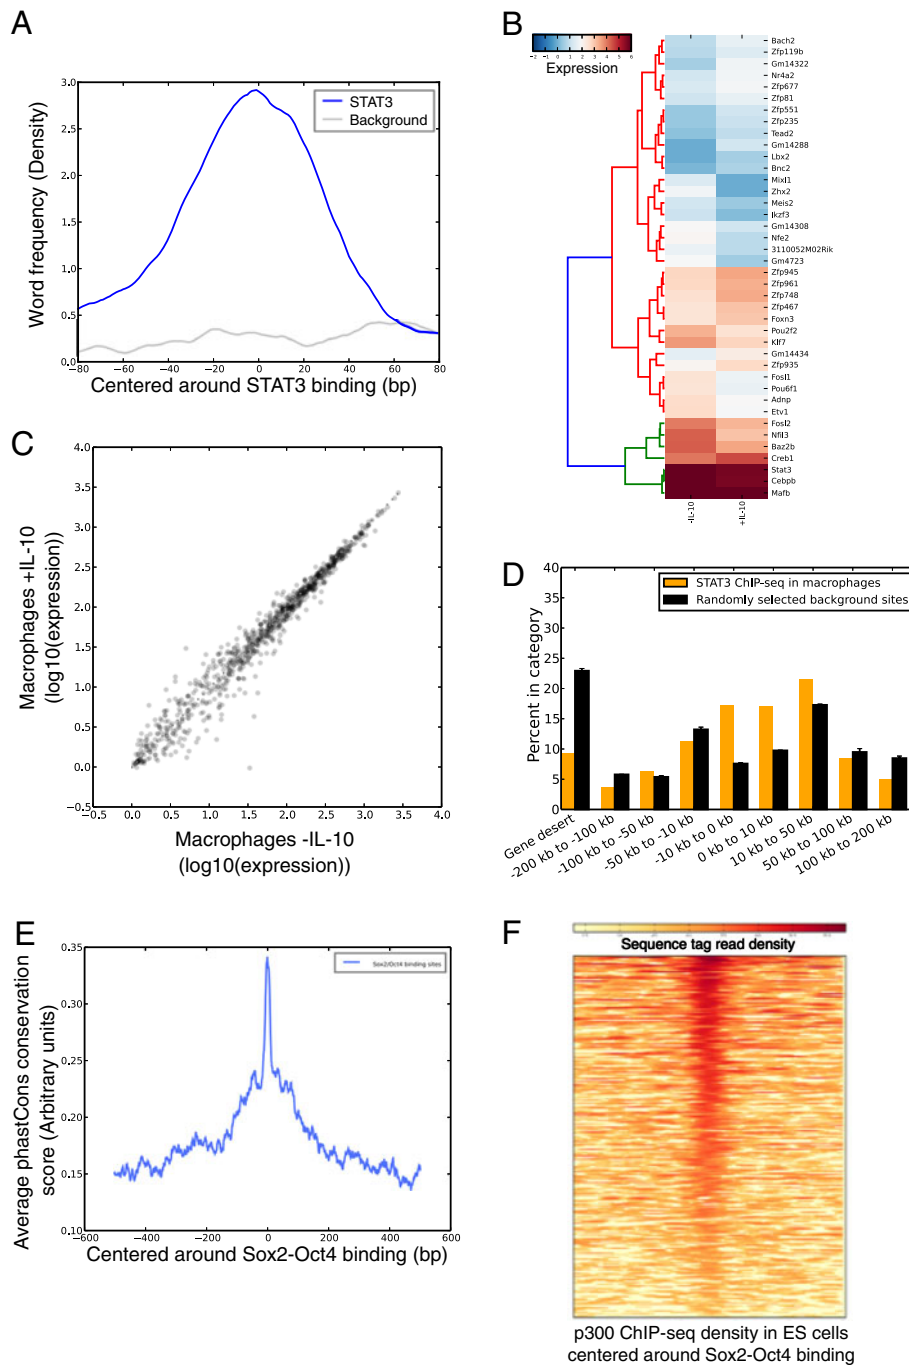 A
3.0
2.5
2.0
1.5
1.0
0.5
0.0
−80
−60
−40
−20
0
20
40
60
80
Word frequency (Density)
STAT3
Background
Centered around STAT3 binding (bp)
B
-2
-1
0
1
2
3
4
5
6
Expression
Bach2
Zfp119b
Gm14322
Nr4a2
Zfp677
Zfp81
Zfp551
Zfp235
Tead2
Gm14288
Lbx2
Bnc2
Mixl1
Zhx2
Meis2
Ikzf3
Gm14308
Nfe2
3110052M02Rik
Gm4723
Zfp945
Zfp961
Zfp748
Zfp467
Foxn3
Pou2f2
Klf7
Gm14434
Zfp935
Fosl1
Pou6f1
Adnp
Etv1
Fosl2
Nfil3
Baz2b
Creb1
Stat3
Cebpb
Mafb
-IL-10
+IL-10
C
4.0
3.5
3.0
2.5
2.0
1.5
1.0
0.5
0.0
−0.5
−0.5
0.0
0.5
1.0
1.5
2.0
2.5
3.0
3.5
4.0
Macrophages +IL-10
(log10(expression))
Macrophages -IL-10
(log10(expression))
D
40
35
30
25
20
15
10
5
0
Percent in category
STAT3 ChIP-seq in macrophages
Randomly selected background sites
Gene desert
-200 kb to -100 kb
-100 kb to -50 kb
-50 kb to -10 kb
-10 kb to 0 kb
0 kb to 10 kb
10 kb to 50 kb
50 kb to 100 kb
100 kb to 200 kb
E
0.35
0.30
0.25
0.20
0.15
0.10
−600
−400
−200
0
200
400
600
Average phastCons conservation
score (Arbitrary units)
Sox2/Oct4 binding sites
Centered around Sox2-Oct4 binding (bp)
F
Sequence tag read density
p300 ChIP-seq density in ES cells
centered around Sox2-Oct4 binding